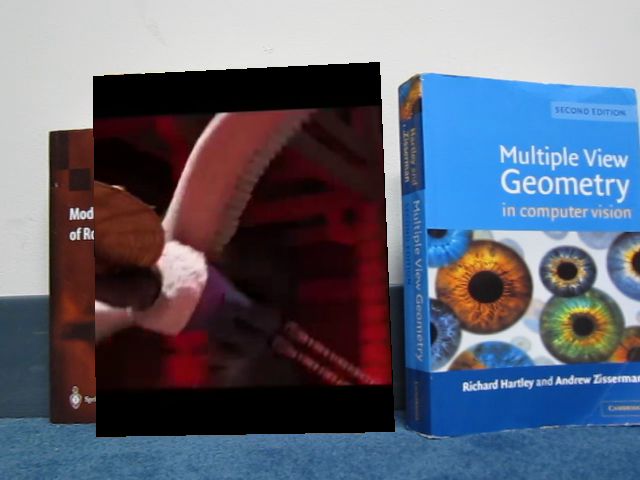 Mod
of Ro
SECOND EDITION
Multiple View
Geometry
in computer vision
Hartley and
Zisserman
Multiple View Geometry
Richard Hartley and Andrew Zisserman